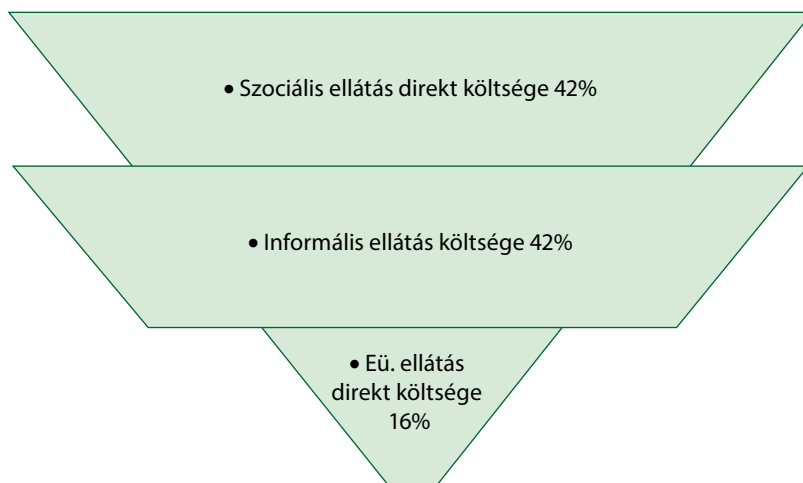 • Szociális ellátás direkt költsége 42%
• Informális ellátás költsége 42%
• Eü. ellátás
direkt költsége
16%